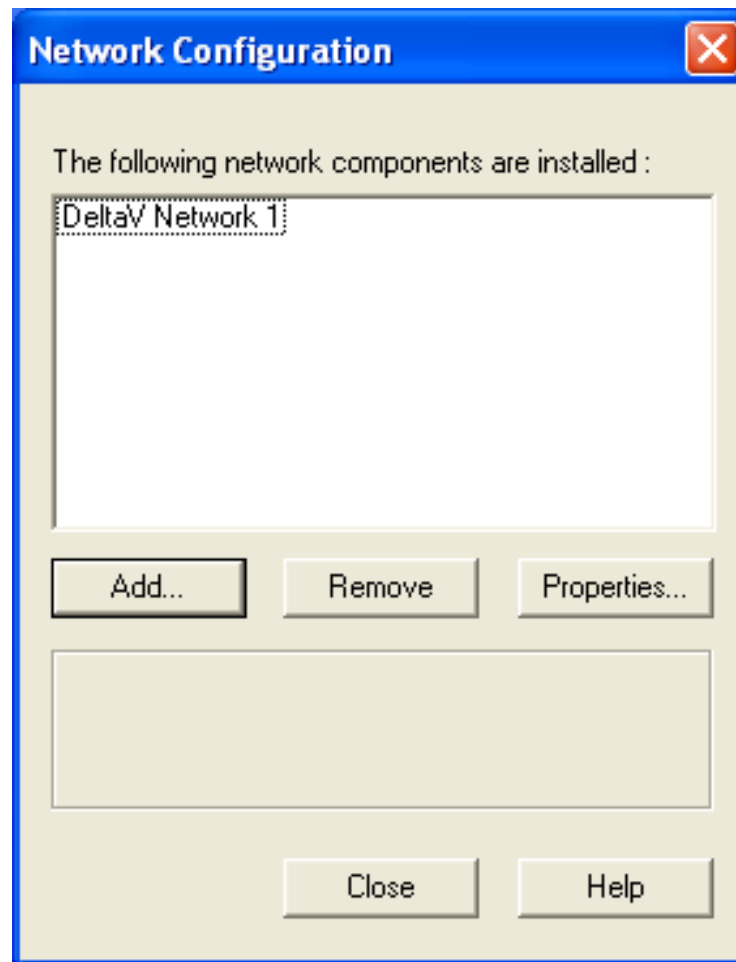 Network Configuration
The following network components are installed :
DeltaV Network 1
Add... Remove Properties...
Close Help